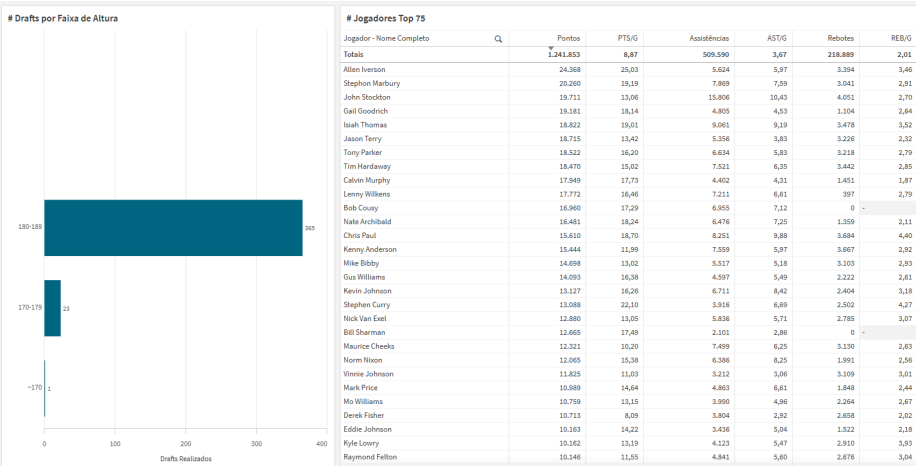 # Drafts por Faixa de Altura
180-189 365
170-179 23
~170 1
0 100 200 300 400
Drafts Realizados
# Jogadores Top 75
Jogador - Nome Completo Pontos PTS/G Assistências AST/G Rebotes REB/G
Totais 1.241.853 8,87 509.590 3,67 218.889 2,01
Allen Iverson 24.368 25,03 5.624 5,97 3.394 3,46
Stephon Marbury 20.260 19,19 7.869 7,59 3.041 2,91
John Stockton 19.711 13,06 15.806 10,43 4.051 2,70
Gail Goodrich 19.181 18,14 4.805 4,53 1.104 2,64
Isiah Thomas 18.822 19,01 9.061 9,19 3.478 3,52
Jason Terry 18.715 13,42 5.356 3,83 3.226 2,32
Tony Parker 18.522 16,20 6.634 5,83 3.218 2,79
Tim Hardaway 18.470 15,02 7.521 6,35 3.442 2,85
Calvin Murphy 17.949 17,73 4.402 4,31 1.451 1,87
Lenny Wilkens 17.772 16,46 7.211 6,61 397 2,79
Bob Cousy 16.960 17,29 6.955 7,12 0 -
Nate Archibald 16.481 18,24 6.476 7,25 1.359 2,11
Chris Paul 15.610 18,70 8.251 9,88 3.684 4,40
Kenny Anderson 15.444 11,99 7.559 5,97 3.667 2,92
Mike Bibby 14.698 13,02 5.517 5,18 3.103 2,93
Gus Williams 14.093 16,38 4.597 5,49 2.222 2,61
Kevin Johnson 13.127 16,26 6.711 8,42 2.404 3,18
Stephen Curry 13.088 22,10 3.916 6,69 2.502 4,27
Nick Van Exel 12.880 13,05 5.836 5,71 2.785 3,07
Bill Sharman 12.665 17,49 2.101 2,86 0 -
Maurice Cheeks 12.321 10,20 7.499 6,25 3.130 2,63
Norm Nixon 12.065 15,38 6.386 8,25 1.991 2,56
Vinnie Johnson 11.825 11,03 3.212 3,06 3.109 3,01
Mark Price 10.989 14,64 4.863 6,61 1.848 2,44
Mo Williams 10.759 13,15 3.990 4,96 2.264 2,67
Derek Fisher 10.713 8,09 3.804 2,92 2.658 2,02
Eddie Johnson 10.163 14,22 3.436 5,04 1.522 2,18
Kyle Lowry 10.162 13,19 4.123 5,47 2.910 3,93
Raymond Felton 10.146 11,55 4.841 5,60 2.676 3,04